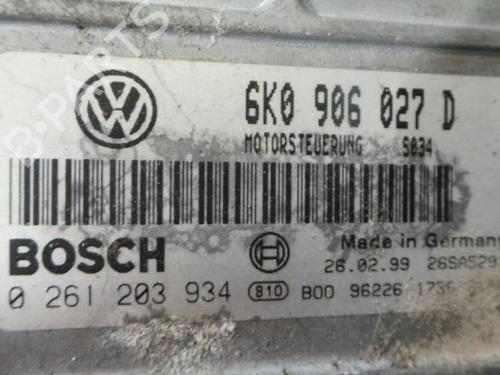 6K0 906 027 D
MOTORSTEUERUNG S034
BOSCH
Made in Germany
26.02.99
0 261 203 934 810 B00 96226
B-Parts